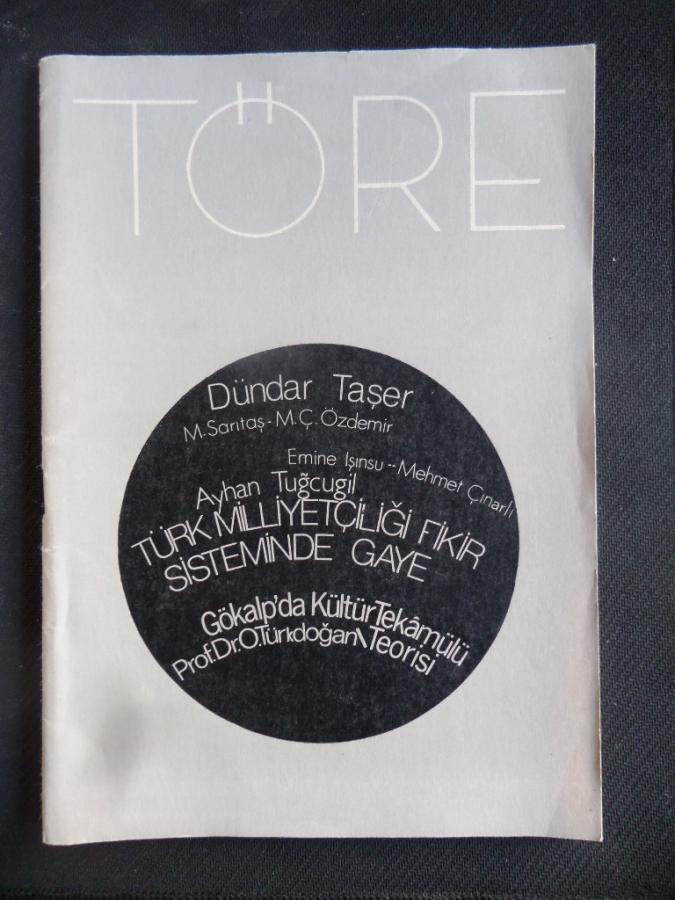 TÖRE
Dündar Taşer
M.Sarıtaş-M.Ç.Özdemir
Emine Işınsu--Mehmet Çınarlı
Ayhan Tuğcugil
TÜRK MİLLİYETÇİLİĞİ FİKİR
SİSTEMİNDE GAYE
Gökalp'da Kültür Tekâmülü
Prof.Dr.O.Türkdoğan\Teorisi